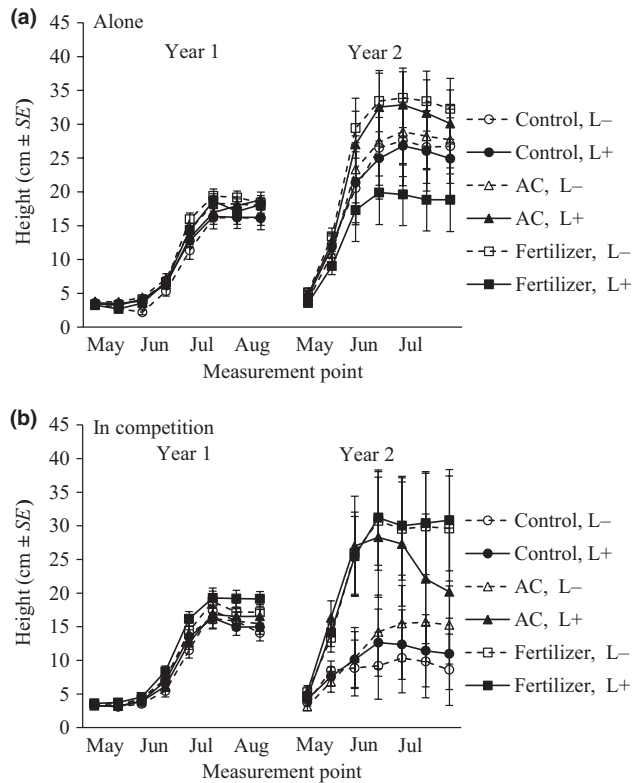 (a)
Alone
Year 1
Year 2
45
40
35
30
25
20
15
10
5
0
Height (cm ± SE)
May
Jun
Jul
Aug
May
Jun
Jul
Measurement point
Control, L–
Control, L+
AC, L–
AC, L+
Fertilizer, L–
Fertilizer, L+
(b)
In competition
Year 1
Year 2
45
40
35
30
25
20
15
10
5
0
Height (cm ± SE)
May
Jun
Jul
Aug
May
Jun
Jul
Measurement point
Control, L–
Control, L+
AC, L–
AC, L+
Fertilizer, L–
Fertilizer, L+